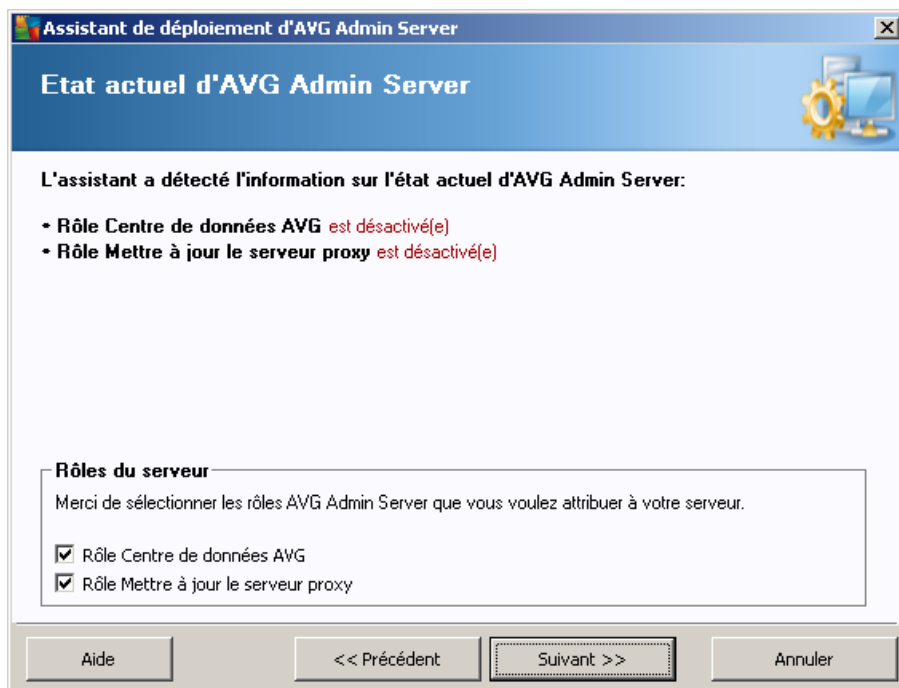 Assistant de déploiement d'AVG Admin Server
Etat actuel d'AVG Admin Server
L'assistant a détecté l'information sur l'état actuel d'AVG Admin Server:
• Rôle Centre de données AVG est désactivé(e)
• Rôle Mettre à jour le serveur proxy est désactivé(e)
Rôles du serveur
Merci de sélectionner les rôles AVG Admin Server que vous voulez attribuer à votre serveur.
Rôle Centre de données AVG
Rôle Mettre à jour le serveur proxy
Aide
<< Précédent
Suivant >>
Annuler